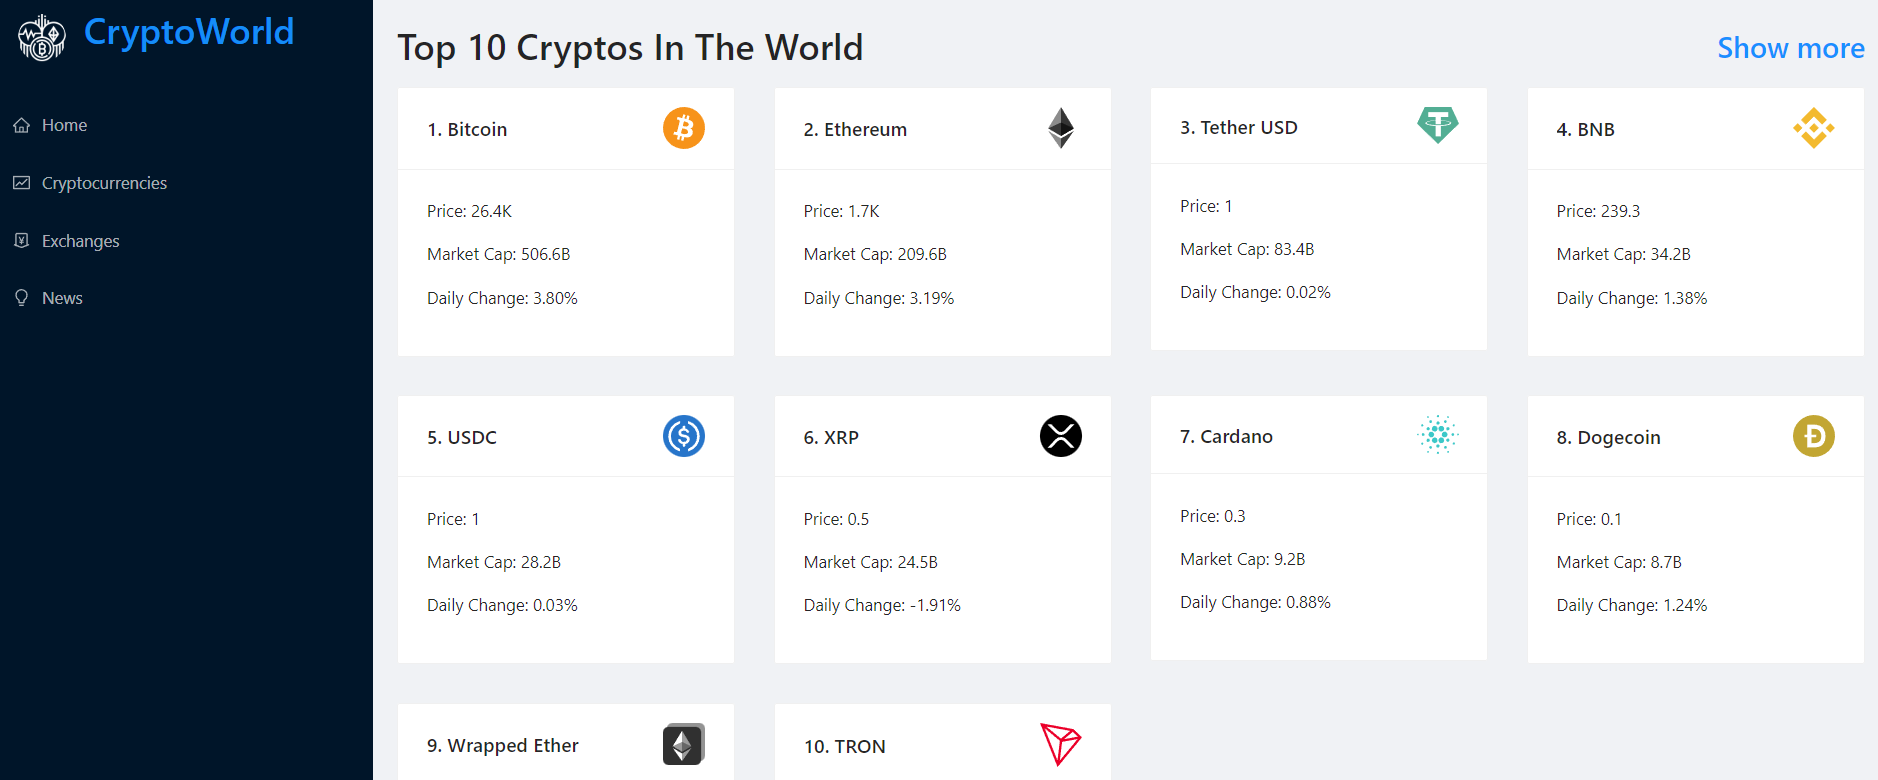 CryptoWorld
Home
Cryptocurrencies
Exchanges
News
Top 10 Cryptos In The World
Show more
1. Bitcoin
Price: 26.4K
Market Cap: 506.6B
Daily Change: 3.80%
2. Ethereum
Price: 1.7K
Market Cap: 209.6B
Daily Change: 3.19%
3. Tether USD
Price: 1
Market Cap: 83.4B
Daily Change: 0.02%
4. BNB
Price: 239.3
Market Cap: 34.2B
Daily Change: 1.38%
5. USDC
Price: 1
Market Cap: 28.2B
Daily Change: 0.03%
6. XRP
Price: 0.5
Market Cap: 24.5B
Daily Change: -1.91%
7. Cardano
Price: 0.3
Market Cap: 9.2B
Daily Change: 0.88%
8. Dogecoin
Price: 0.1
Market Cap: 8.7B
Daily Change: 1.24%
9. Wrapped Ether
10. TRON